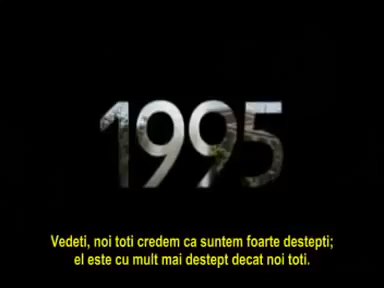 1995
Vedeti, noi toti credem ca suntem foarte destepti;
el este cu mult mai destept decat noi toti.